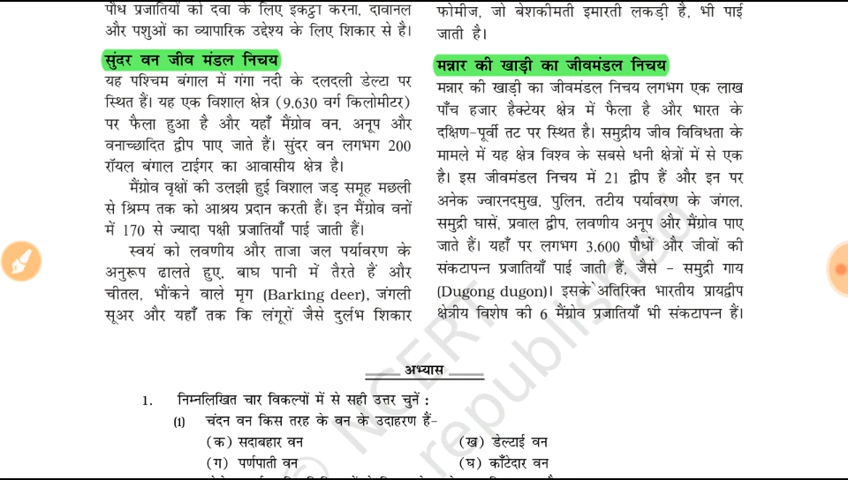 पौध प्रजातियों को दवा के लिए इकट्ठा करना, दावानल
और पशुओं का व्यापारिक उद्देश्य के लिए शिकार से है।
सुंदर वन जीव मंडल निचय
यह पश्चिम बंगाल में गंगा नदी के दलदली डेल्टा पर
स्थित हैं। यह एक विशाल क्षेत्र (9.630 वर्ग किलोमीटर)
पर फैला हुआ है और यहाँ मैंग्रोव वन, अनूप और
वनाच्छादित द्वीप पाए जाते हैं। सुंदर वन लगभग 200
रॉयल बंगाल टाईगर का आवासीय क्षेत्र है।
मैंग्रोव वृक्षों की उलझी हुई विशाल जड़ समूह मछली
से श्रिम्प तक को आश्रय प्रदान करती हैं। इन मैंग्रोव वनों
में 170 से ज्यादा पक्षी प्रजातियाँ पाई जाती हैं।
स्वयं को लवणीय और ताजा जल पर्यावरण के
अनुरूप ढालते हुए, बाघ पानी में तैरते हैं और
चीतल, भौंकने वाले मृग (Barking deer), जंगली
सूअर और यहाँ तक कि लंगूरों जैसे दुर्लभ शिकार
फोमीज, जो बेशकीमती इमारती लकड़ी है, भी पाई
जाती है।
मन्नार की खाड़ी का जीवमंडल निचय
मन्नार की खाड़ी का जीवमंडल निचय लगभग एक लाख
पाँच हजार हैक्टेयर क्षेत्र में फैला है और भारत के
दक्षिण-पूर्वी तट पर स्थित है। समुद्रीय जीव विविधता के
मामले में यह क्षेत्र विश्व के सबसे धनी क्षेत्रों में से एक
है। इस जीवमंडल निचय में 21 द्वीप हैं और इन पर
अनेक ज्वारनदमुख, पुलिन, तटीय पर्यावरण के जंगल,
समुद्री घासें, प्रवाल द्वीप, लवणीय अनूप और मैंग्रोव पाए
जाते हैं। यहाँ पर लगभग 3,600 पौधों और जीवों की
संकटापन्न प्रजातियाँ पाई जाती हैं, जैसे - समुद्री गाय
(Dugong dugon)। इसके अतिरिक्त भारतीय प्रायद्वीप
क्षेत्रीय विशेष की 6 मैंग्रोव प्रजातियाँ भी संकटापन्न हैं।
अभ्यास
1. निम्नलिखित चार विकल्पों में से सही उत्तर चुनें :
(i) चंदन वन किस तरह के वन के उदाहरण हैं-
(क) सदाबहार वन (ख) डेल्टाई वन
(ग) पर्णपाती वन (घ) काँटेदार वन
© NCERT
republished